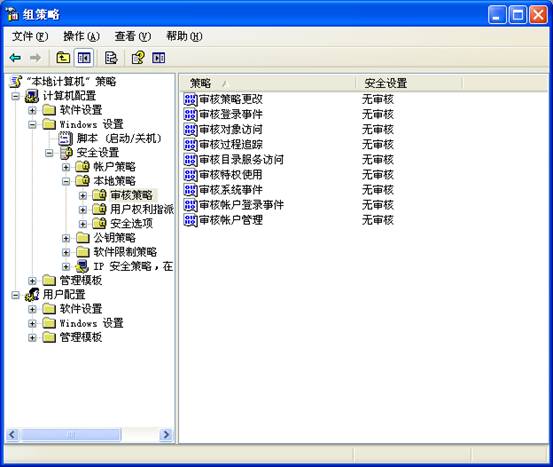 组策略
文件(F) 操作(A) 查看(V) 帮助(H)
"本地计算机"策略
计算机配置
软件设置
Windows 设置
脚本 (启动/关机)
安全设置
帐户策略
本地策略
审核策略
用户权利指派
安全选项
公钥策略
软件限制策略
IP 安全策略，在
管理模板
用户配置
软件设置
Windows 设置
管理模板
策略 安全设置
审核策略更改 无审核
审核登录事件 无审核
审核对象访问 无审核
审核过程追踪 无审核
审核目录服务访问 无审核
审核特权使用 无审核
审核系统事件 无审核
审核帐户登录事件 无审核
审核帐户管理 无审核